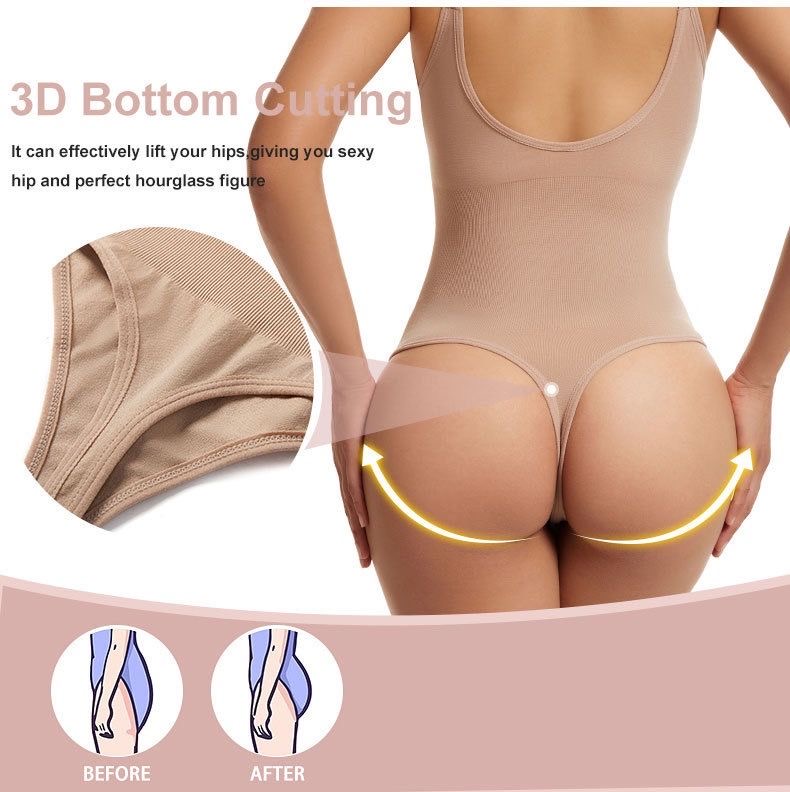 3D Bottom Cutting
It can effectively lift your hips,giving you sexy
hip and perfect hourglass figure
BEFORE
AFTER